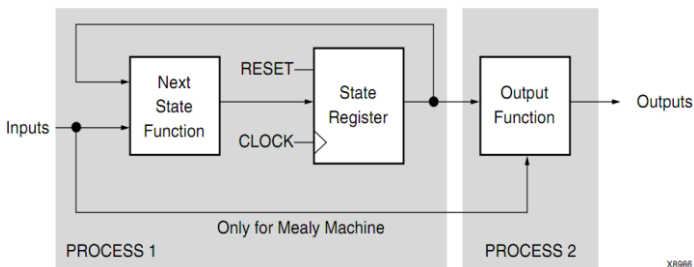 Inputs
Next
State
Function
RESET
CLOCK
State
Register
Output
Function
Outputs
Only for Mealy Machine
PROCESS 1
PROCESS 2
X8986